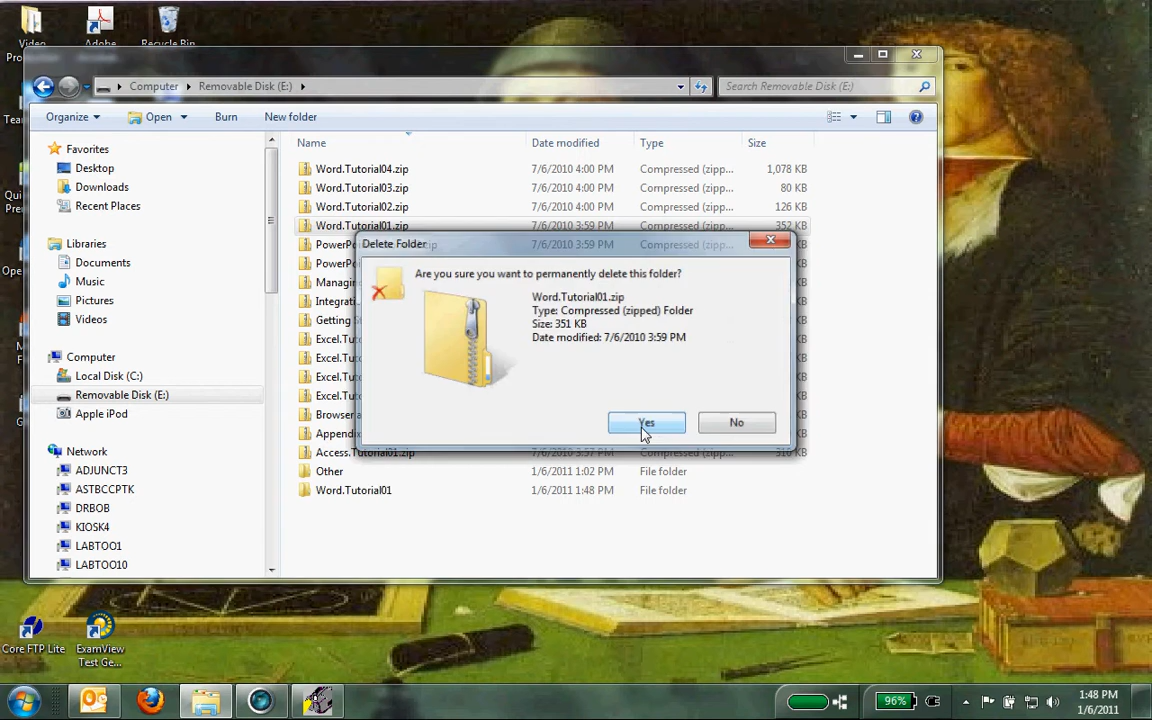 Video
Adobe
Recycle Bin
Computer
Removable Disk (E:)
Search Removable Disk (E:)
Organize
Open
Burn
New folder
Name
Date modified
Type
Size
Favorites
Desktop
Downloads
Recent Places
Libraries
Documents
Music
Pictures
Videos
Computer
Local Disk (C:)
Removable Disk (E:)
Apple iPod
Network
ADJUNCT3
ASTBCCPTK
DRBOB
KIOSK4
LABTOO1
LABTOO10
Word.Tutorial04.zip 7/6/2010 4:00 PM Compressed (zipp... 1,078 KB
Word.Tutorial03.zip 7/6/2010 4:00 PM Compressed (zipp... 80 KB
Word.Tutorial02.zip 7/6/2010 4:00 PM Compressed (zipp... 126 KB
Word.Tutorial01.zip 7/6/2010 3:59 PM Compressed (zipp... 352 KB
Delete Folder
Are you sure you want to permanently delete this folder?
Word.Tutorial01.zip
Type: Compressed (zipped) Folder
Size: 351 KB
Date modified: 7/6/2010 3:59 PM
Yes
No
Access.Tutorial01.zip
Other 1/6/2011 1:02 PM File folder
Word.Tutorial01 1/6/2011 1:48 PM File folder
Core FTP Lite
ExamView
Test Ge...
96%
1:48 PM
1/6/2011